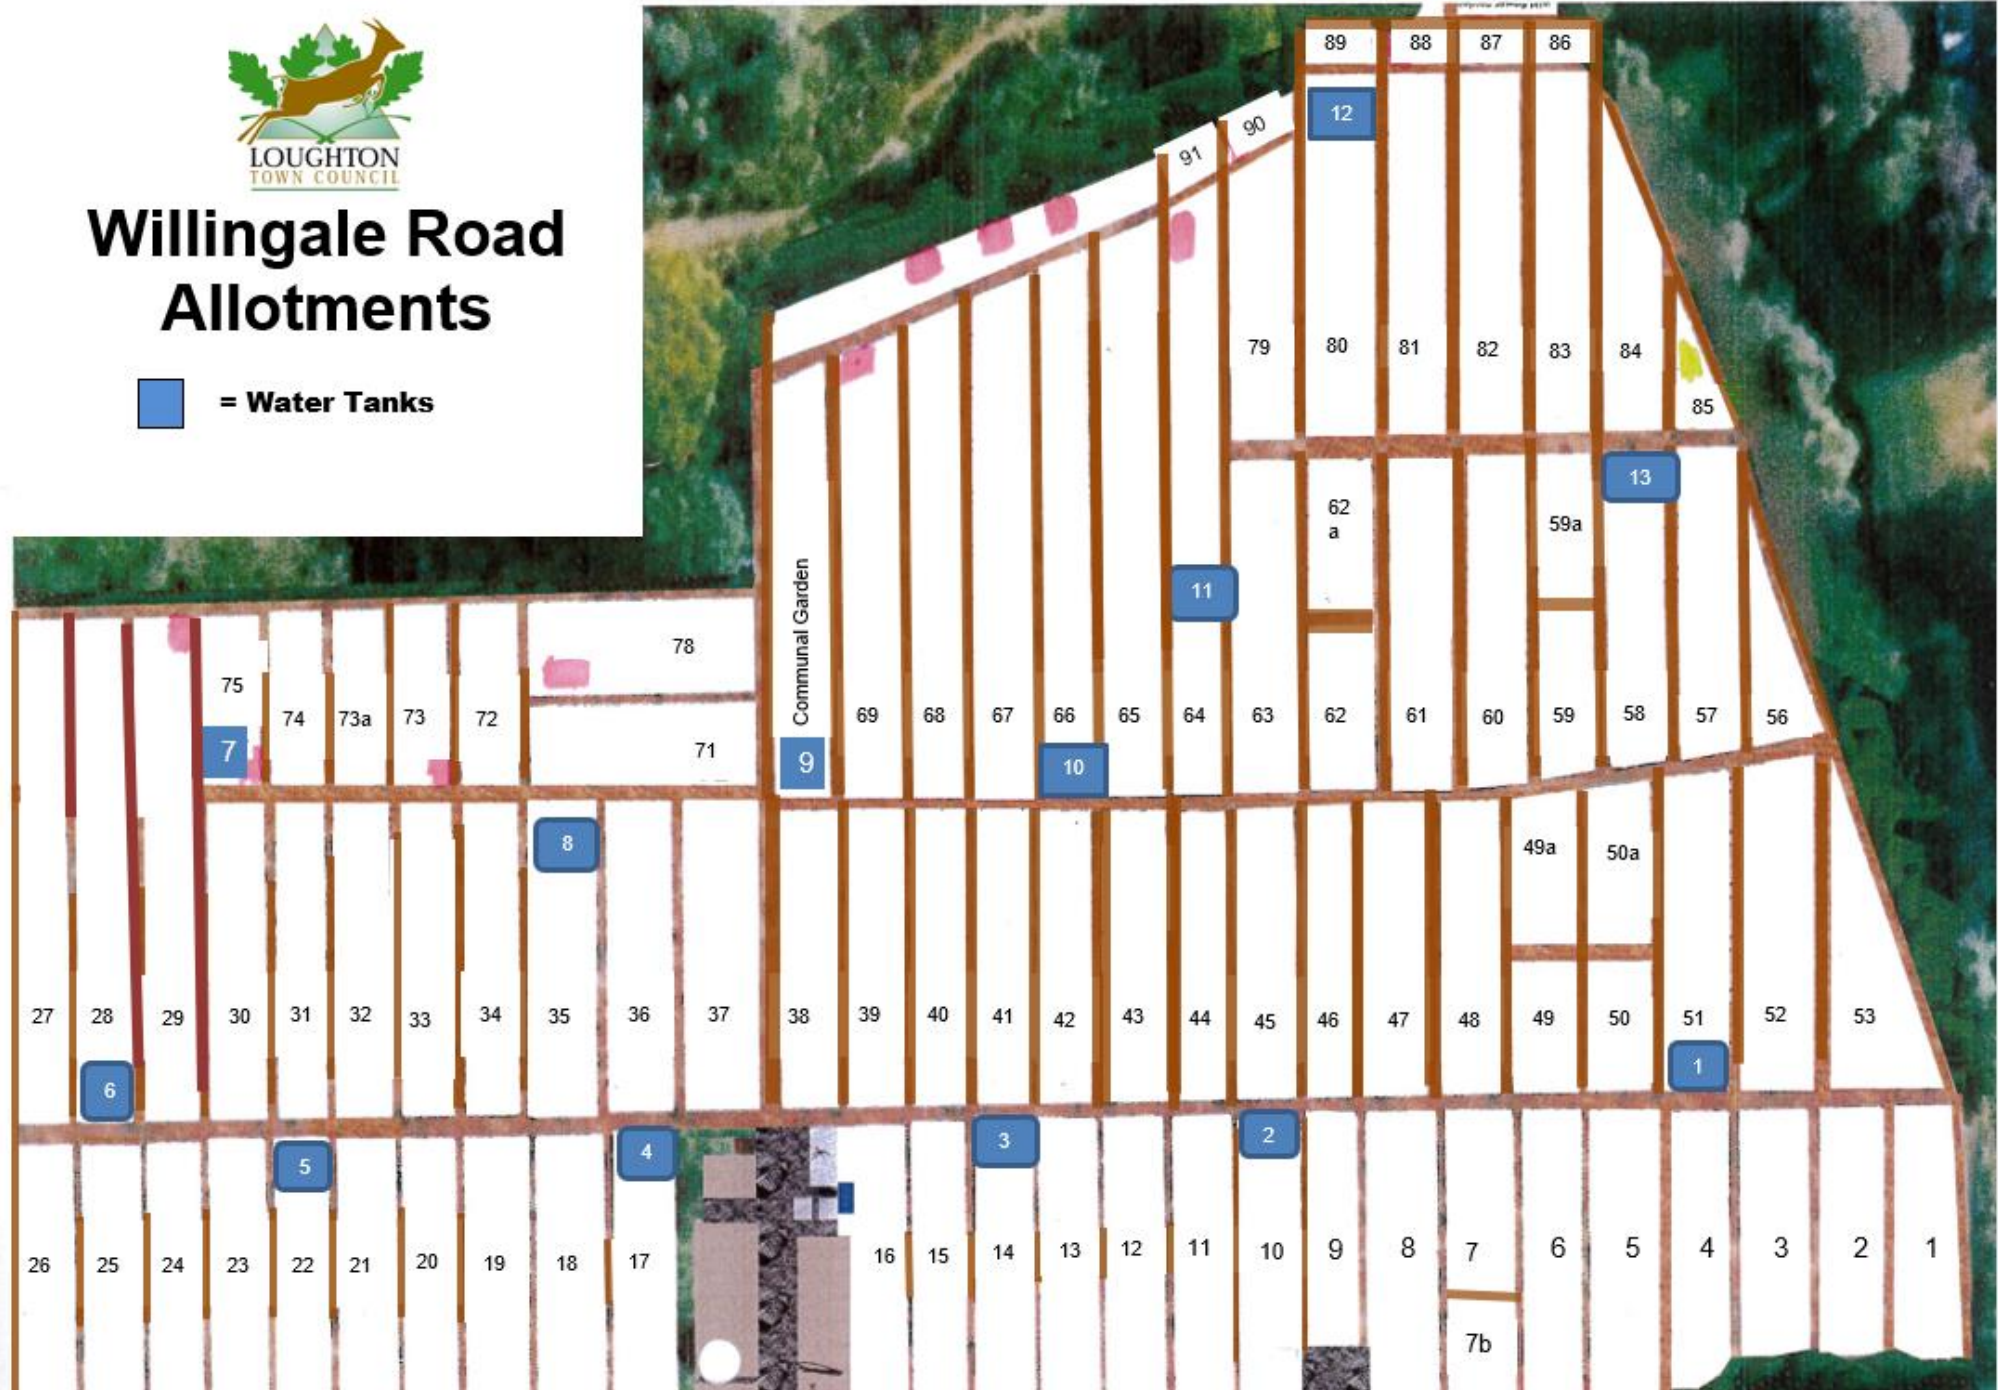 LOUGHTON
TOWN COUNCIL
Willingale Road
Allotments
= Water Tanks
89 88 87 86
12
90
91
79 80 81 82 83 84
85
13
62
a
59a
11
Communal Garden
78
75
74 73a 73 72
71
7
69 68 67 66 65 64 63 62 61 60 59 58 57 56
9
10
8
49a 50a
27 28 29 30 31 32 33 34 35 36 37 38 39 40 41 42 43 44 45 46 47 48 49 50 51 52 53
6
1
5
4
3
2
26 25 24 23 22 21 20 19 18 17 16 15 14 13 12 11 10 9 8 7 6 5 4 3 2 1
7b